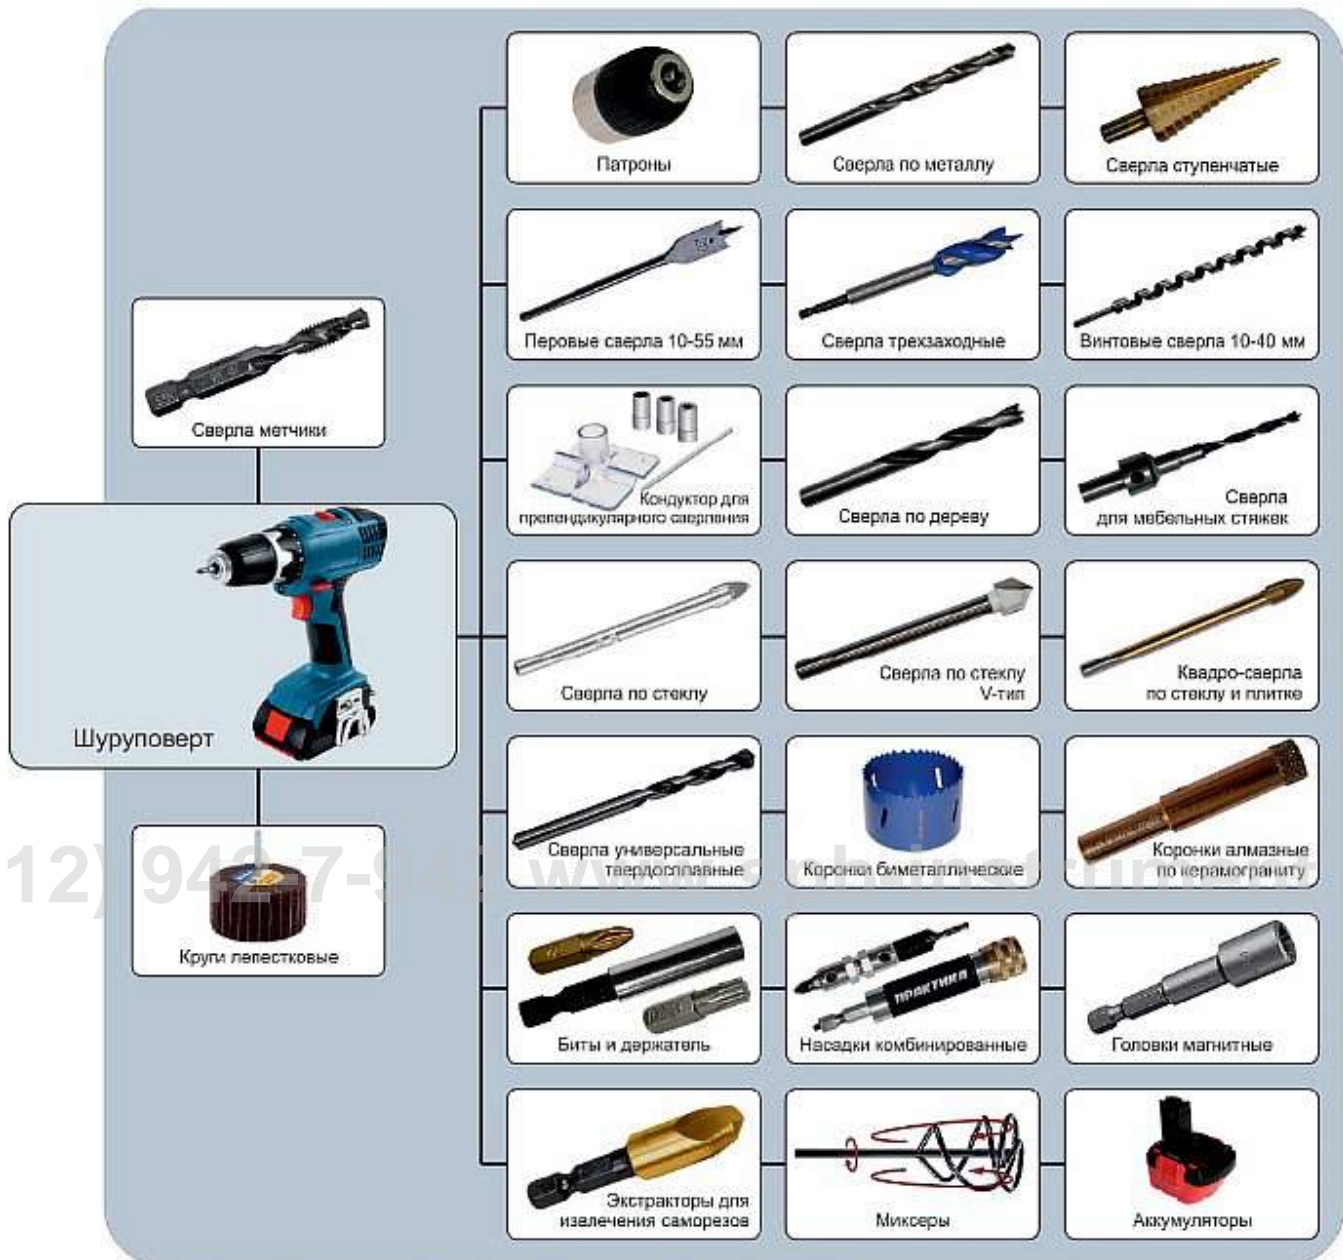 Патроны
Сверла по металлу
Сверла ступенчатые
Перовые сверла 10-55 мм
Сверла трехзаходные
Винтовые сверла 10-40 мм
Сверла метчики
Кондуктор для
препендикулярного сверления
Сверла по дереву
Сверла
для мебельных стяжек
Шуруповерт
Сверла по стеклу
Сверла по стеклу
V-тип
Квадро-сверла
по стеклу и плитке
Сверла универсальные
твердосплавные
Коронки биметаллические
Коронки алмазные
по керамограниту
Круги лепестковые
Биты и держатель
ПРАКТИКА
Насадки комбинированные
Головки магнитные
Экстракторы для
извлечения саморезов
Миксеры
Аккумуляторы